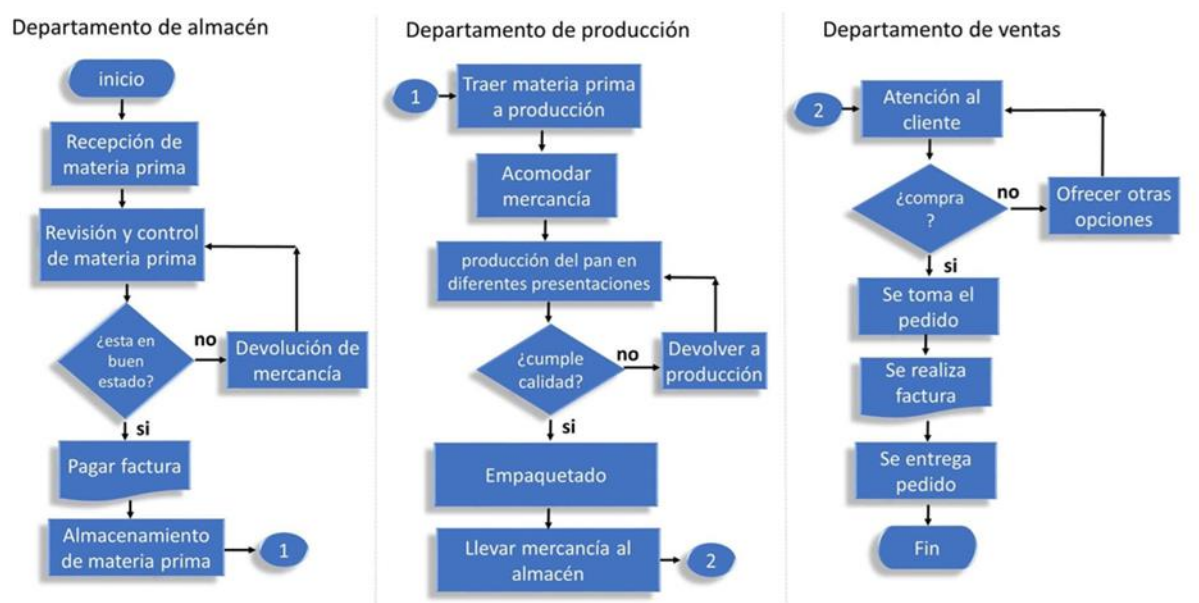 Departamento de almacén
inicio
Recepción de
materia prima
Revisión y control
de materia prima
¿esta en
buen
estado?
no
Devolución de
mercancía
si
Pagar factura
Almacenamiento
de materia prima
1
Departamento de producción
1
Traer materia prima
a producción
Acomodar
mercancía
producción del pan en
diferentes presentaciones
¿cumple
calidad?
no
Devolver a
producción
si
Empaquetado
Llevar mercancía al
almacén
2
Departamento de ventas
2
Atención al
cliente
¿compra
?
no
Ofrecer otras
opciones
si
Se toma el
pedido
Se realiza
factura
Se entrega
pedido
Fin